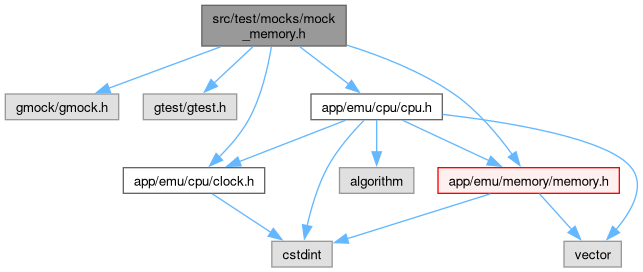 src/test/mocks/mock
_memory.h
gmock/gmock.h
gtest/gtest.h
app/emu/cpu/cpu.h
app/emu/cpu/clock.h
algorithm
app/emu/memory/memory.h
cstdint
vector